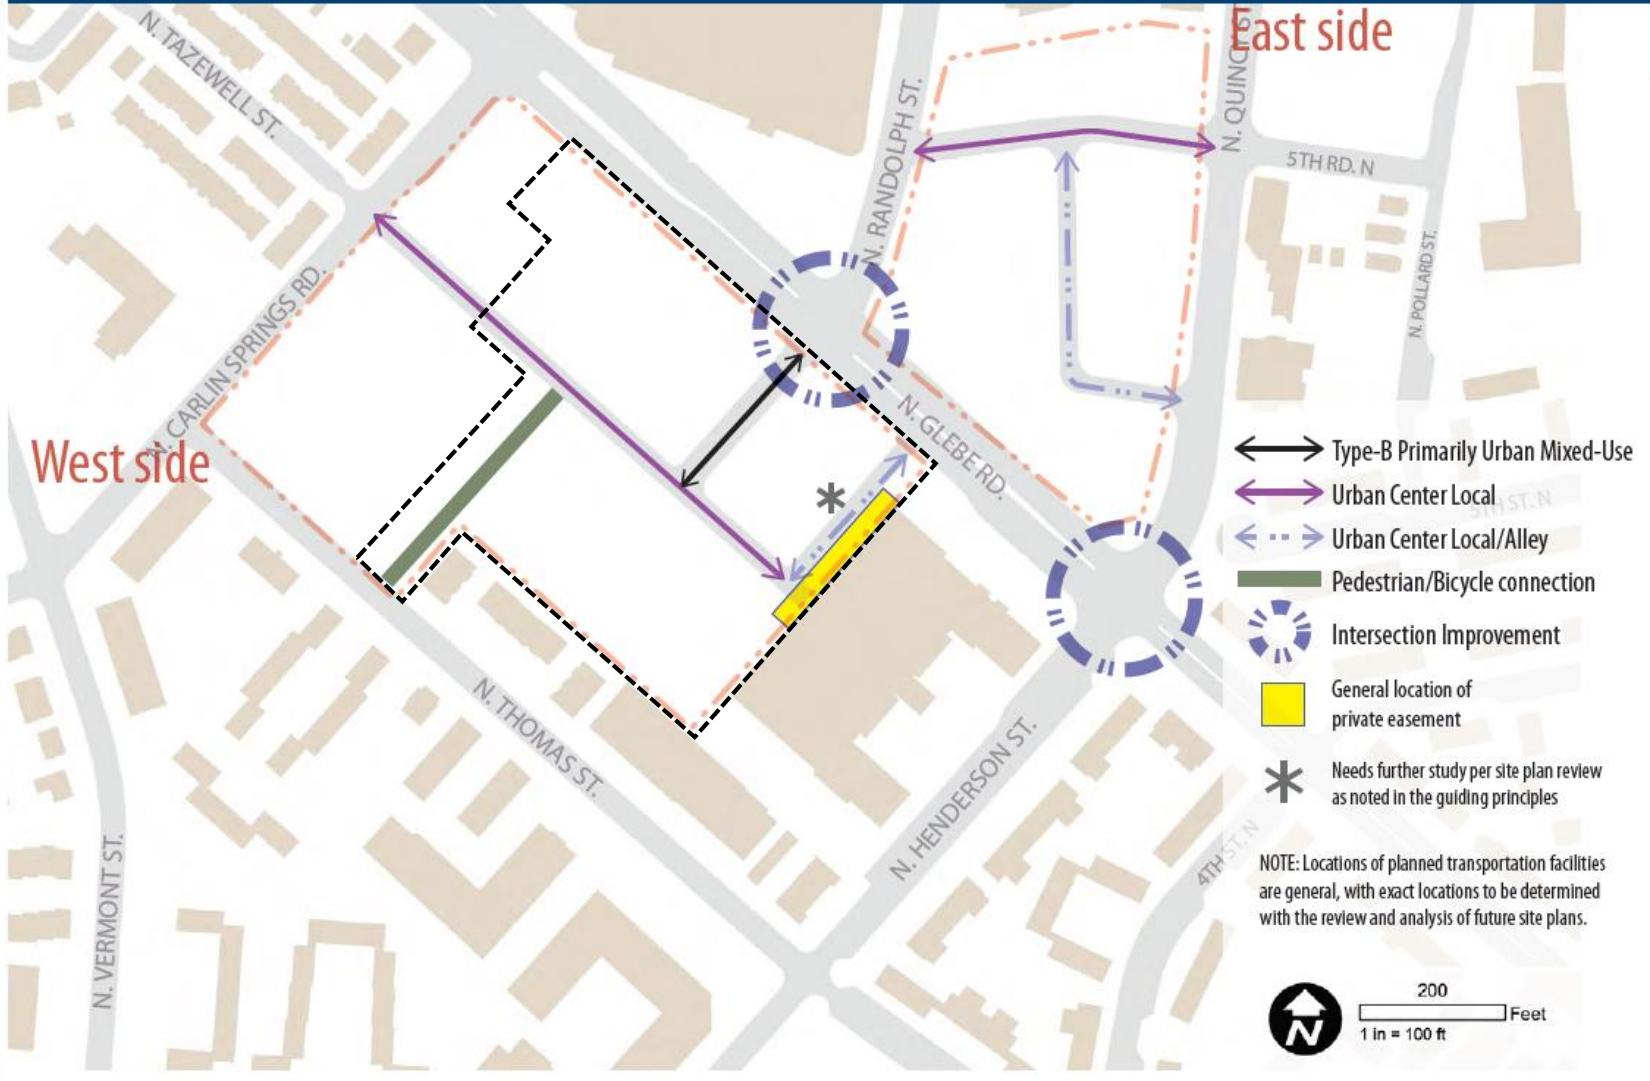 East side
N. TAZEWELL ST.
N. QUINCY ST
N. RANDOLPH ST.
5TH RD. N
N. CARLIN SPRINGS RD.
N. POLLARD ST.
N. GLEBE RD.
West side
Type-B Primarily Urban Mixed-Use
Urban Center Local
5TH ST. N
Urban Center Local/Alley
Pedestrian/Bicycle connection
Intersection Improvement
General location of
private easement
N. THOMAS ST.
N. HENDERSON ST.
Needs further study per site plan review
as noted in the guiding principles
4TH ST. N
N. VERMONT ST.
NOTE: Locations of planned transportation facilities
are general, with exact locations to be determined
with the review and analysis of future site plans.
N
200
Feet
1 in = 100 ft